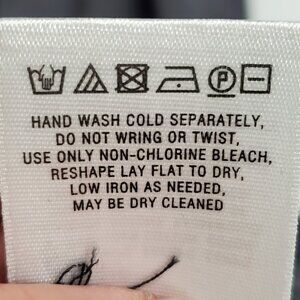 P
HAND WASH COLD SEPARATELY,
DO NOT WRING OR TWIST,
USE ONLY NON-CHLORINE BLEACH,
RESHAPE LAY FLAT TO DRY,
LOW IRON AS NEEDED,
MAY BE DRY CLEANED